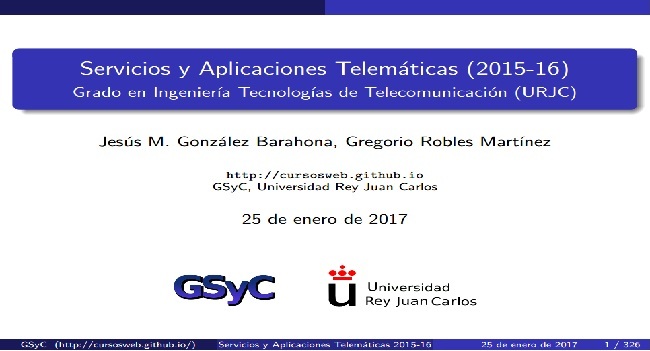 Servicios y Aplicaciones Telemáticas (2015-16)
Grado en Ingeniería Tecnologías de Telecomunicación (URJC)
Jesús M. González Barahona, Gregorio Robles Martínez
http://cursosweb.github.io
GSyC, Universidad Rey Juan Carlos
25 de enero de 2017
GSyC
u Universidad
Rey Juan Carlos
GSyC (http://cursosweb.github.io/) Servicios y Aplicaciones Telemáticas 2015-16 25 de enero de 2017 1 / 326